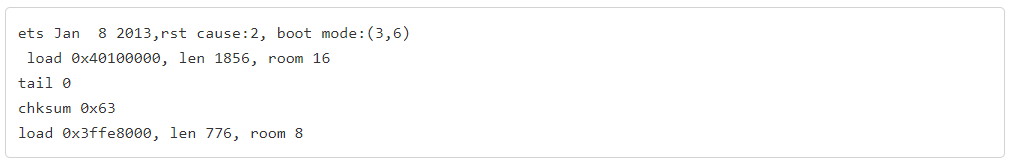 ets Jan  8 2013,rst cause:2, boot mode:(3,6)
 load 0x40100000, len 1856, room 16
tail 0
chksum 0x63
load 0x3ffe8000, len 776, room 8